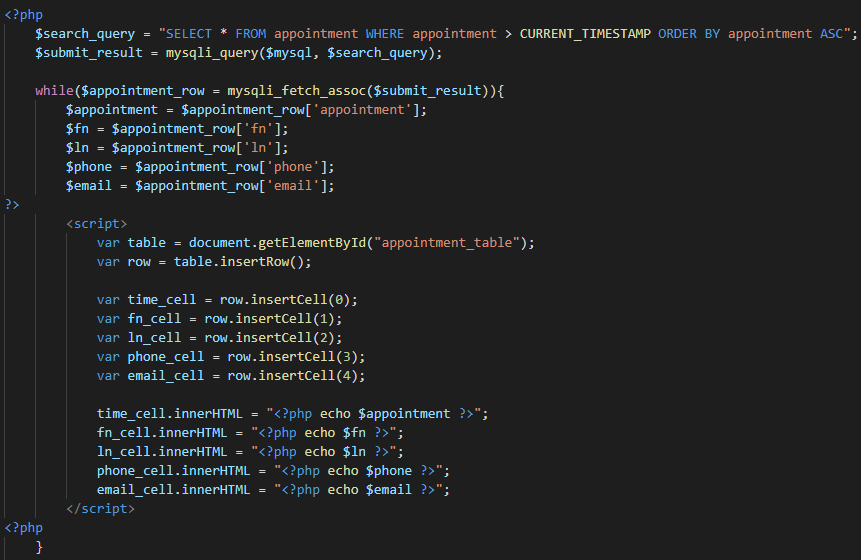 <?php
    $search_query = "SELECT * FROM appointment WHERE appointment > CURRENT_TIMESTAMP ORDER BY appointment ASC";
    $submit_result = mysqli_query($mysql, $search_query);

    while($appointment_row = mysqli_fetch_assoc($submit_result)){
        $appointment = $appointment_row['appointment'];
        $fn = $appointment_row['fn'];
        $ln = $appointment_row['ln'];
        $phone = $appointment_row['phone'];
        $email = $appointment_row['email'];
?>
        <script>
            var table = document.getElementById("appointment_table");
            var row = table.insertRow();

            var time_cell = row.insertCell(0);
            var fn_cell = row.insertCell(1);
            var ln_cell = row.insertCell(2);
            var phone_cell = row.insertCell(3);
            var email_cell = row.insertCell(4);

            time_cell.innerHTML = "<?php echo $appointment ?>";
            fn_cell.innerHTML = "<?php echo $fn ?>";
            ln_cell.innerHTML = "<?php echo $ln ?>";
            phone_cell.innerHTML = "<?php echo $phone ?>";
            email_cell.innerHTML = "<?php echo $email ?>";
        </script>
<?php
    }